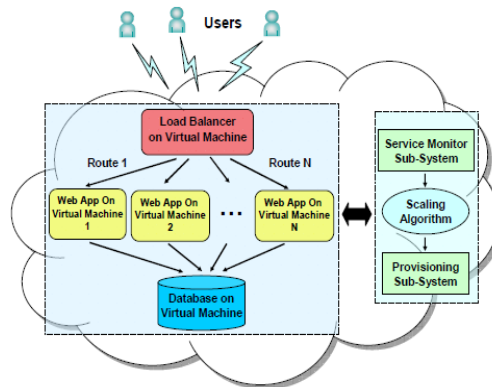 Users
Load Balancer
on Virtual Machine
Route 1
Route N
Web App On
Virtual Machine
1
Web App On
Virtual Machine
2
...
Web App On
Virtual Machine
N
Database on
Virtual Machine
Service Monitor
Sub-System
Scaling
Algorithm
Provisioning
Sub-System